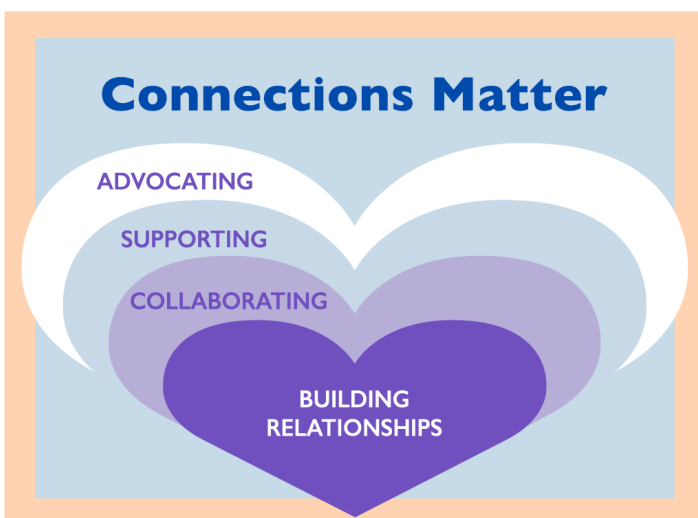 Connections Matter
ADVOCATING
SUPPORTING
COLLABORATING
BUILDING
RELATIONSHIPS